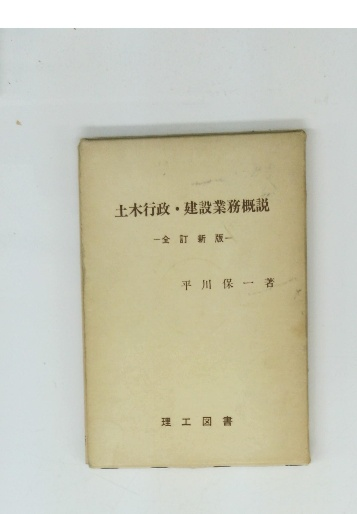 土木行政・建設業務概説
−全訂新版−
平川保一著
理工図書